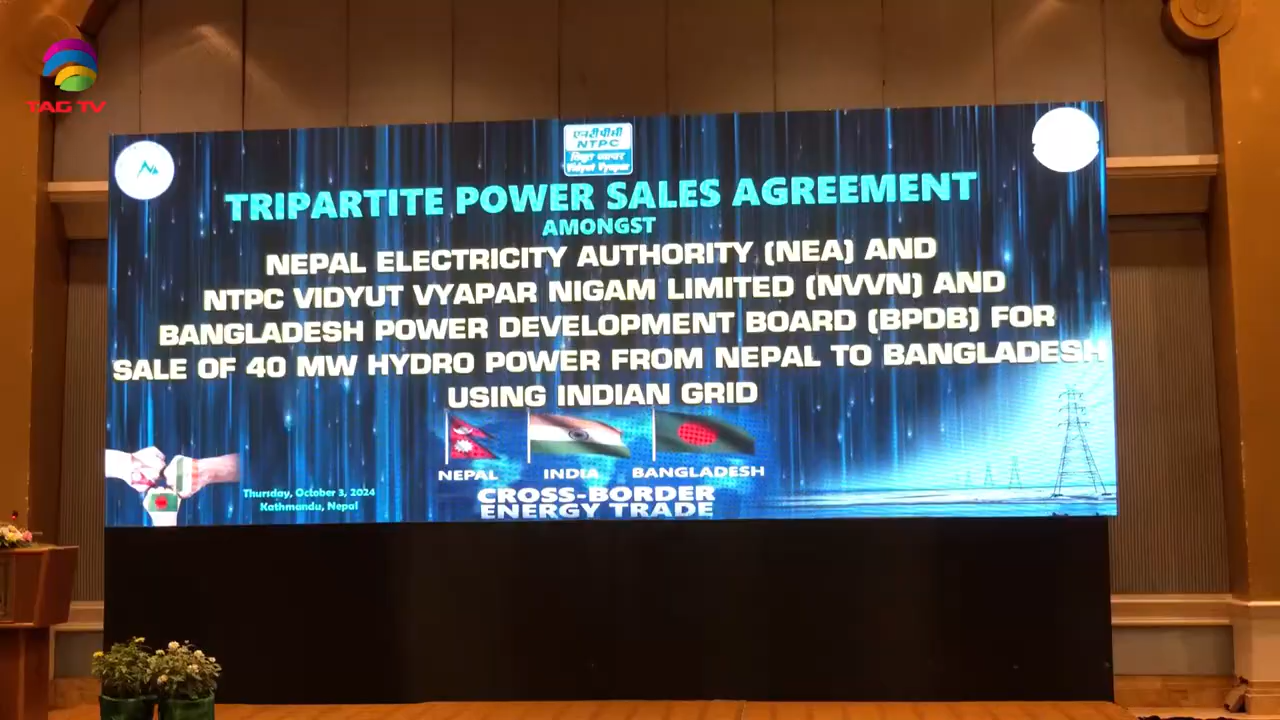 TAG TV
एनटीपीसी
NTPC
विद्युत व्यापार
Vidyut Vyapar
TRIPARTITE POWER SALES AGREEMENT
AMONGST
NEPAL ELECTRICITY AUTHORITY (NEA) AND
NTPC VIDYUT VYAPAR NIGAM LIMITED (NVVN) AND
BANGLADESH POWER DEVELOPMENT BOARD (BPDB) FOR
SALE OF 40 MW HYDRO POWER FROM NEPAL TO BANGLADESH
USING INDIAN GRID
NEPAL INDIA BANGLADESH
Thursday, October 3, 2024
Kathmandu, Nepal
CROSS-BORDER
ENERGY TRADE